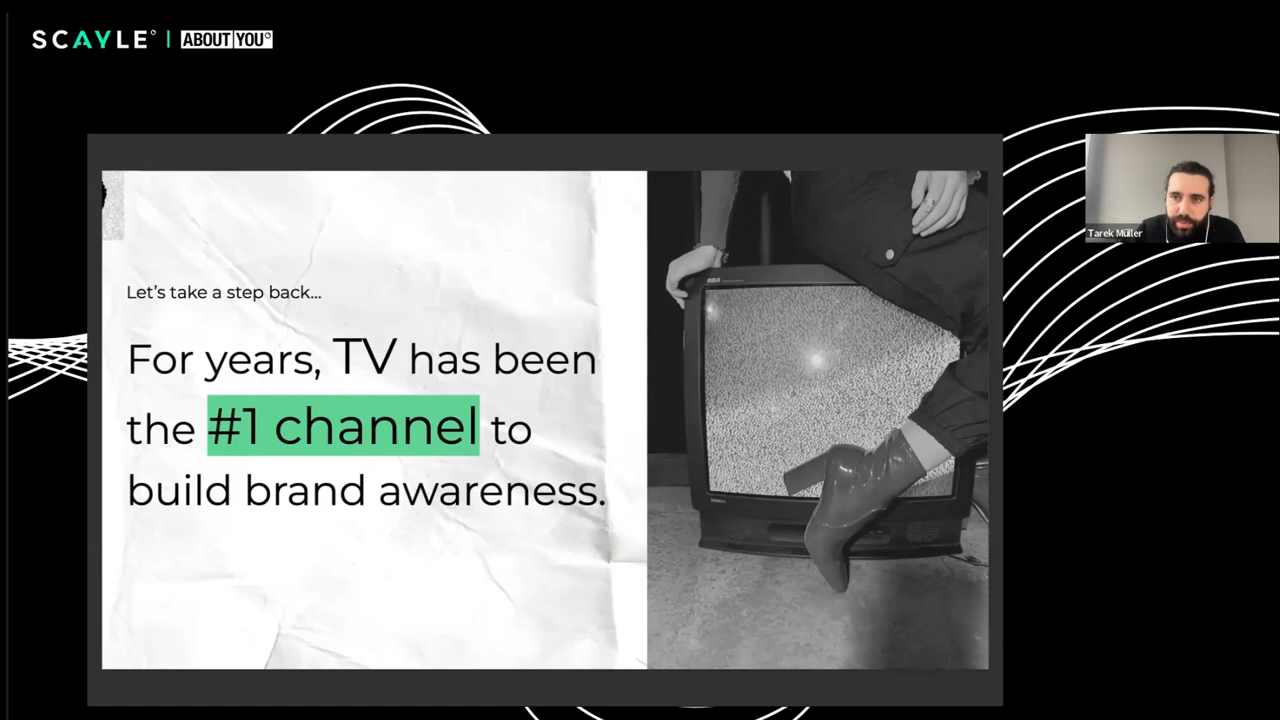 SCAYLE° | ABOUT YOU°
Tarek Müller
RCA
Let's take a step back...
For years, TV has been
the #1 channel to
build brand awareness.